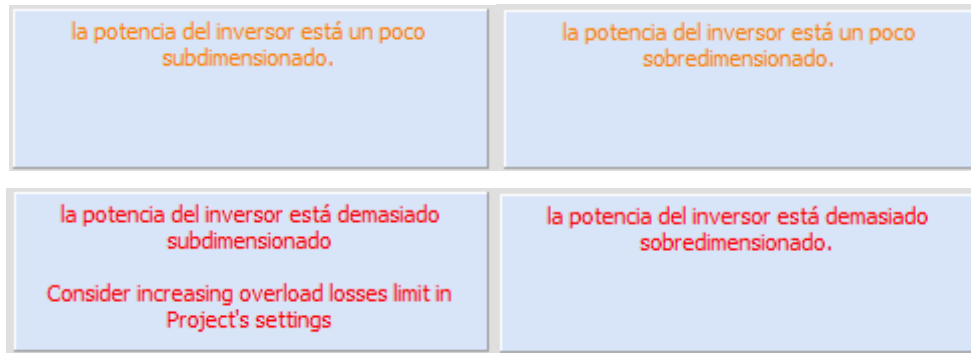 la potencia del inversor está un poco
subdimensionado.
la potencia del inversor está un poco
sobredimensionado.
la potencia del inversor está demasiado
subdimensionado
Consider increasing overload losses limit in
Project's settings
la potencia del inversor está demasiado
sobredimensionado.